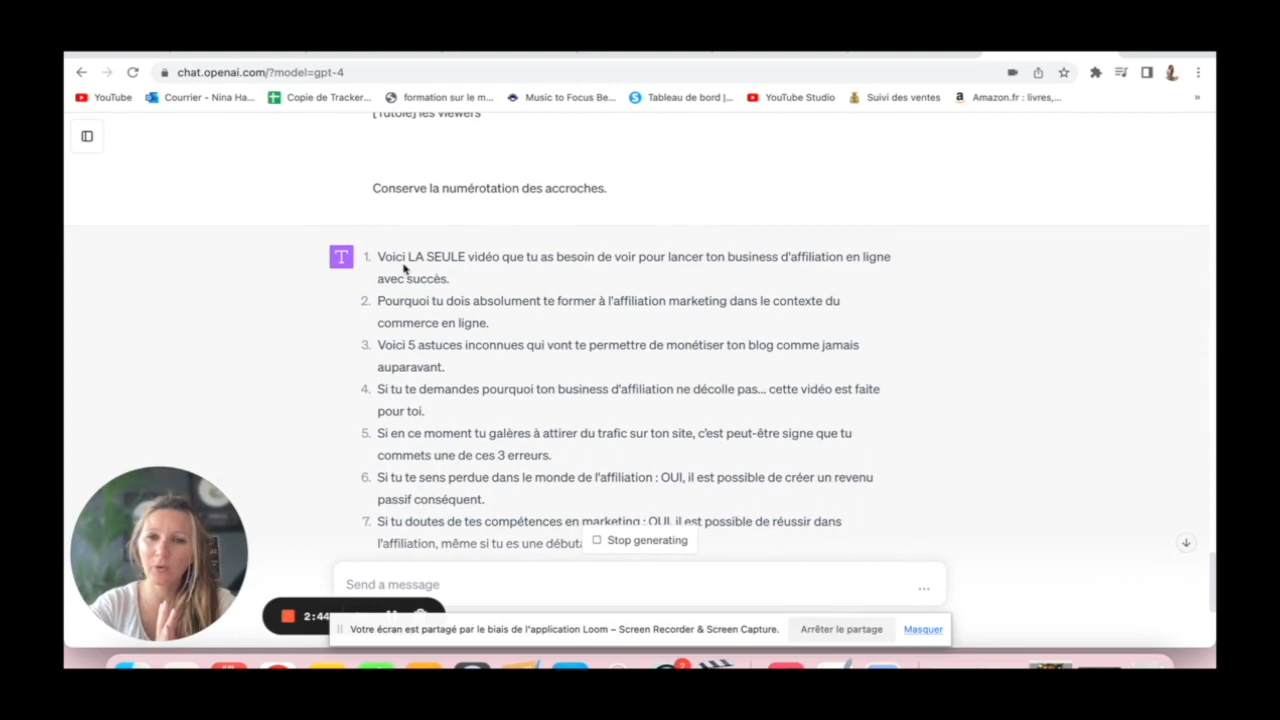 chat.openai.com/?model=gpt-4
YouTube
Courrier - Nina Ha...
Copie de Tracker...
formation sur le m...
Music to Focus Be...
Tableau de bord |...
YouTube Studio
Suivi des ventes
Amazon.fr : livres,...
»
[Tutoie] les viewers
Conserve la numérotation des accroches.
T
1. Voici LA SEULE vidéo que tu as besoin de voir pour lancer ton business d'affiliation en ligne
avec succès.
2. Pourquoi tu dois absolument te former à l'affiliation marketing dans le contexte du
commerce en ligne.
3. Voici 5 astuces inconnues qui vont te permettre de monétiser ton blog comme jamais
auparavant.
4. Si tu te demandes pourquoi ton business d'affiliation ne décolle pas... cette vidéo est faite
pour toi.
5. Si en ce moment tu galères à attirer du trafic sur ton site, c'est peut-être signe que tu
commets une de ces 3 erreurs.
6. Si tu te sens perdue dans le monde de l'affiliation : OUI, il est possible de créer un revenu
passif conséquent.
7. Si tu doutes de tes compétences en marketing : OUI, il est possible de réussir dans
l'affiliation, même si tu es une débuta
Stop generating
Send a message
2:44
Votre écran est partagé par le biais de l'application Loom – Screen Recorder & Screen Capture.
Arrêter le partage
Masquer
2